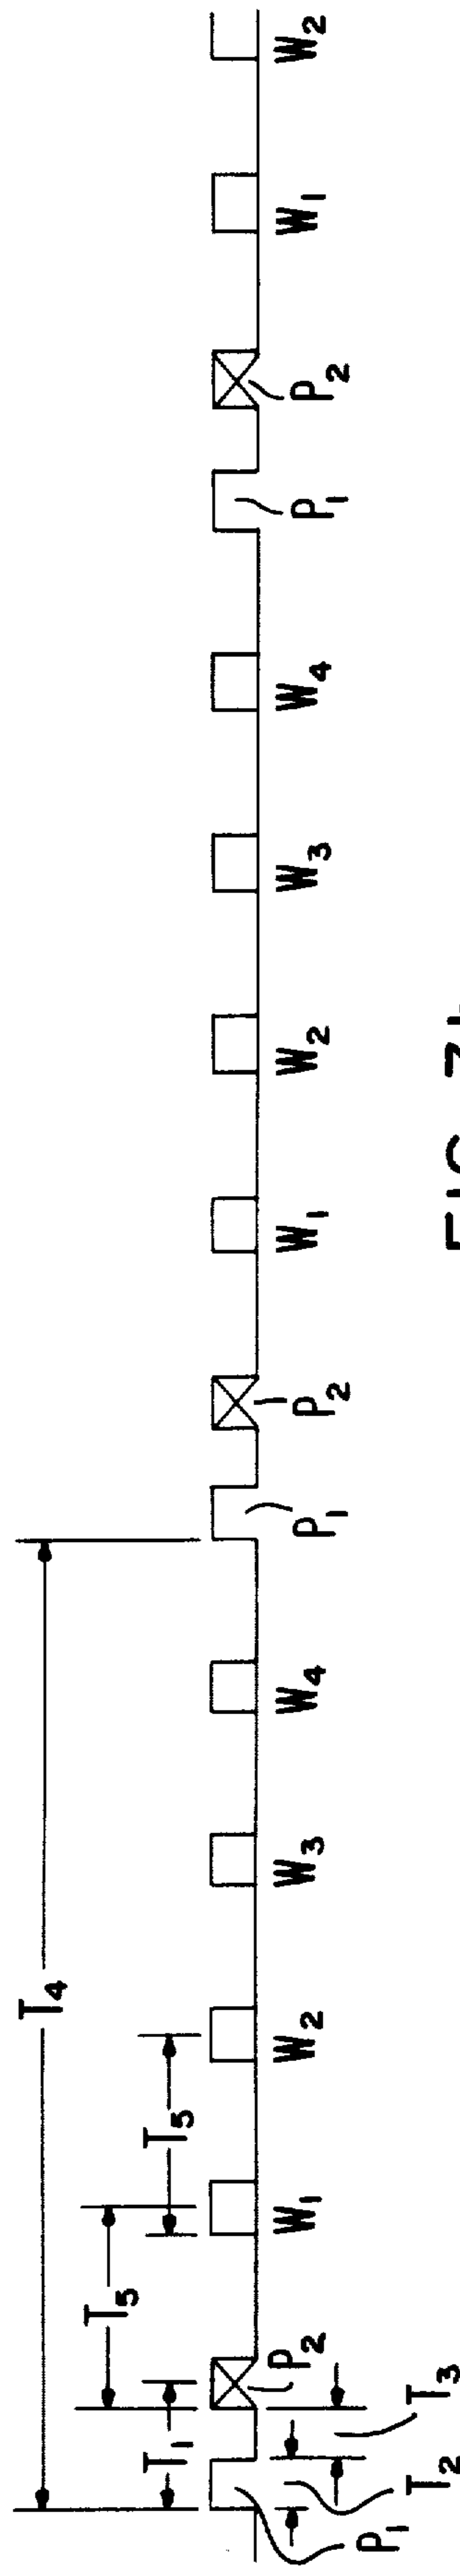 T₄
T₅
T₁ T₅
P₂ W₁ W₂ W₃ W₄ P₁ P₂ W₁ W₂ W₃ W₄ P₁ P₂ W₁ W₂
P₁ T₂ T₃